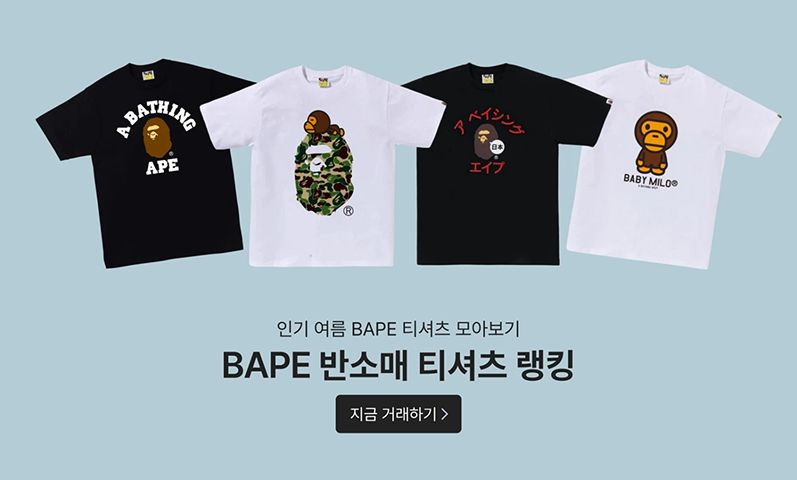 A BATHING
APE
®
®
ア ベイシング
日本
エイプ
®
BABY MILO®
인기 여름 BAPE 티셔츠 모아보기
BAPE 반소매 티셔츠 랭킹
지금 거래하기 >